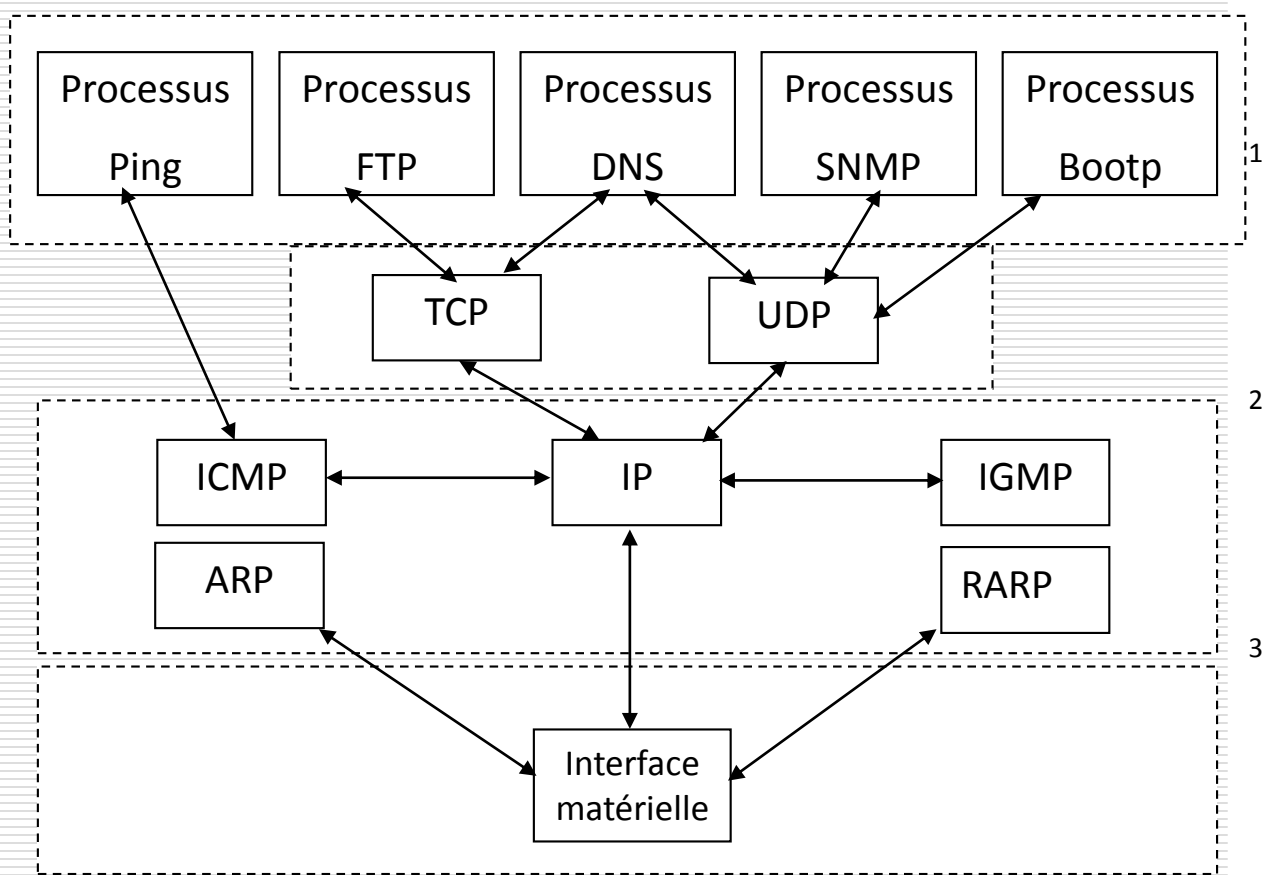 Processus
Ping
Processus
FTP
Processus
DNS
Processus
SNMP
Processus
Bootp
1
TCP
UDP
2
ICMP
IP
IGMP
ARP
RARP
3
Interface
matérielle